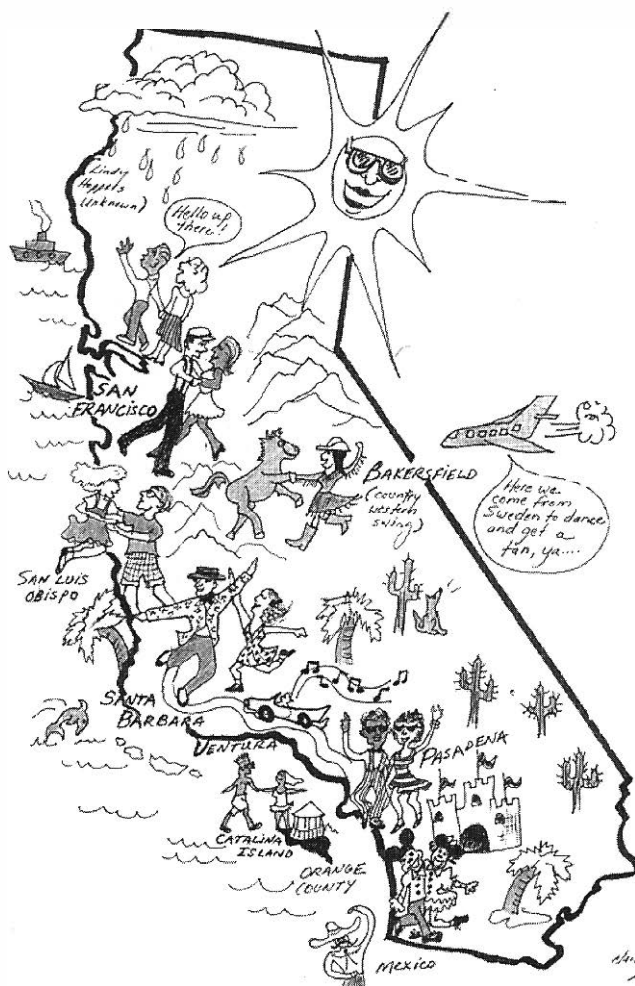 (Lindy
Hoppers
Unknown)
Hello up
there!!
SAN
FRANCISCO
BAKERSFIELD
(country
western
swing)
Here we
come from
Sweden to dance
and get a
tan, ya....
SAN LUIS
OBISPO
SANTA
BARBARA
VENTURA
PASADENA
CATALINA
ISLAND
ORANGE
COUNTY
MEXICO